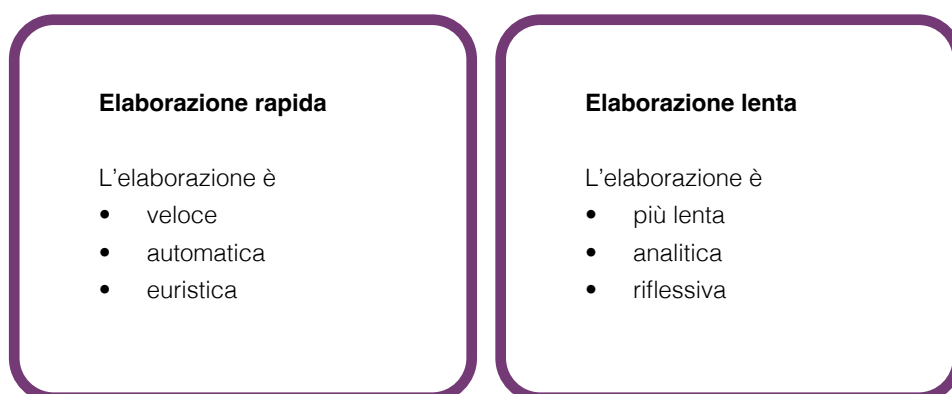 Elaborazione rapida
L’elaborazione è
• veloce
• automatica
• euristica
Elaborazione lenta
L’elaborazione è
• più lenta
• analitica
• riflessiva